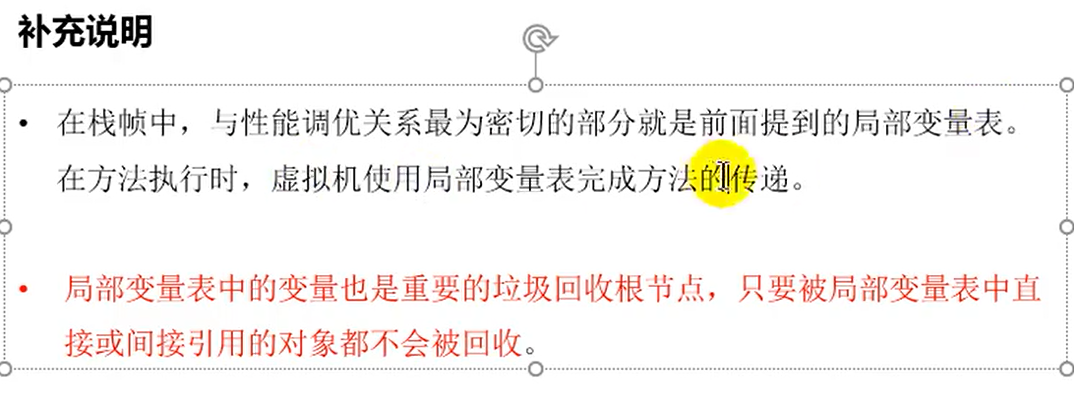 补充说明
• 在栈帧中，与性能调优关系最为密切的部分就是前面提到的局部变量表。
在方法执行时，虚拟机使用局部变量表完成方法的传递。
• 局部变量表中的变量也是重要的垃圾回收根节点，只要被局部变量表中直
接或间接引用的对象都不会被回收。